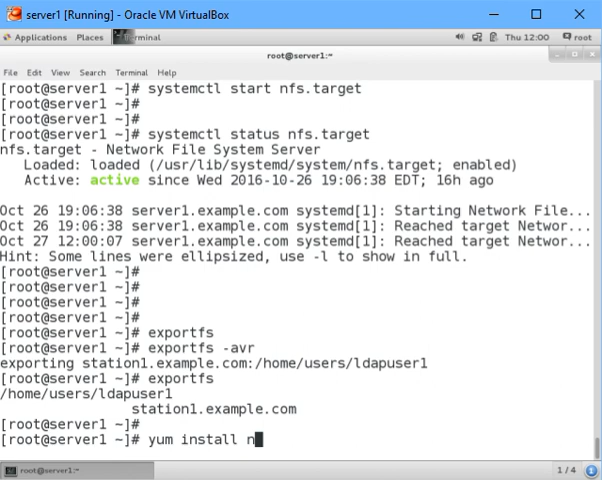 server1 [Running] - Oracle VM VirtualBox
Applications Places Terminal Thu 12:00 root
root@server1:~
File Edit View Search Terminal Help
[root@server1 ~]# systemctl start nfs.target
[root@server1 ~]#
[root@server1 ~]#
[root@server1 ~]# systemctl status nfs.target
nfs.target - Network File System Server
Loaded: loaded (/usr/lib/systemd/system/nfs.target; enabled)
Active: active since Wed 2016-10-26 19:06:38 EDT; 16h ago
Oct 26 19:06:38 server1.example.com systemd[1]: Starting Network File...
Oct 26 19:06:38 server1.example.com systemd[1]: Reached target Networ...
Oct 27 12:00:07 server1.example.com systemd[1]: Reached target Networ...
Hint: Some lines were ellipsized, use -l to show in full.
[root@server1 ~]#
[root@server1 ~]#
[root@server1 ~]#
[root@server1 ~]#
[root@server1 ~]# exportfs
[root@server1 ~]# exportfs -avr
exporting station1.example.com:/home/users/ldapuser1
[root@server1 ~]# exportfs
/home/users/ldapuser1
station1.example.com
[root@server1 ~]#
[root@server1 ~]# yum install n
root@server1:~ 1 / 4 1